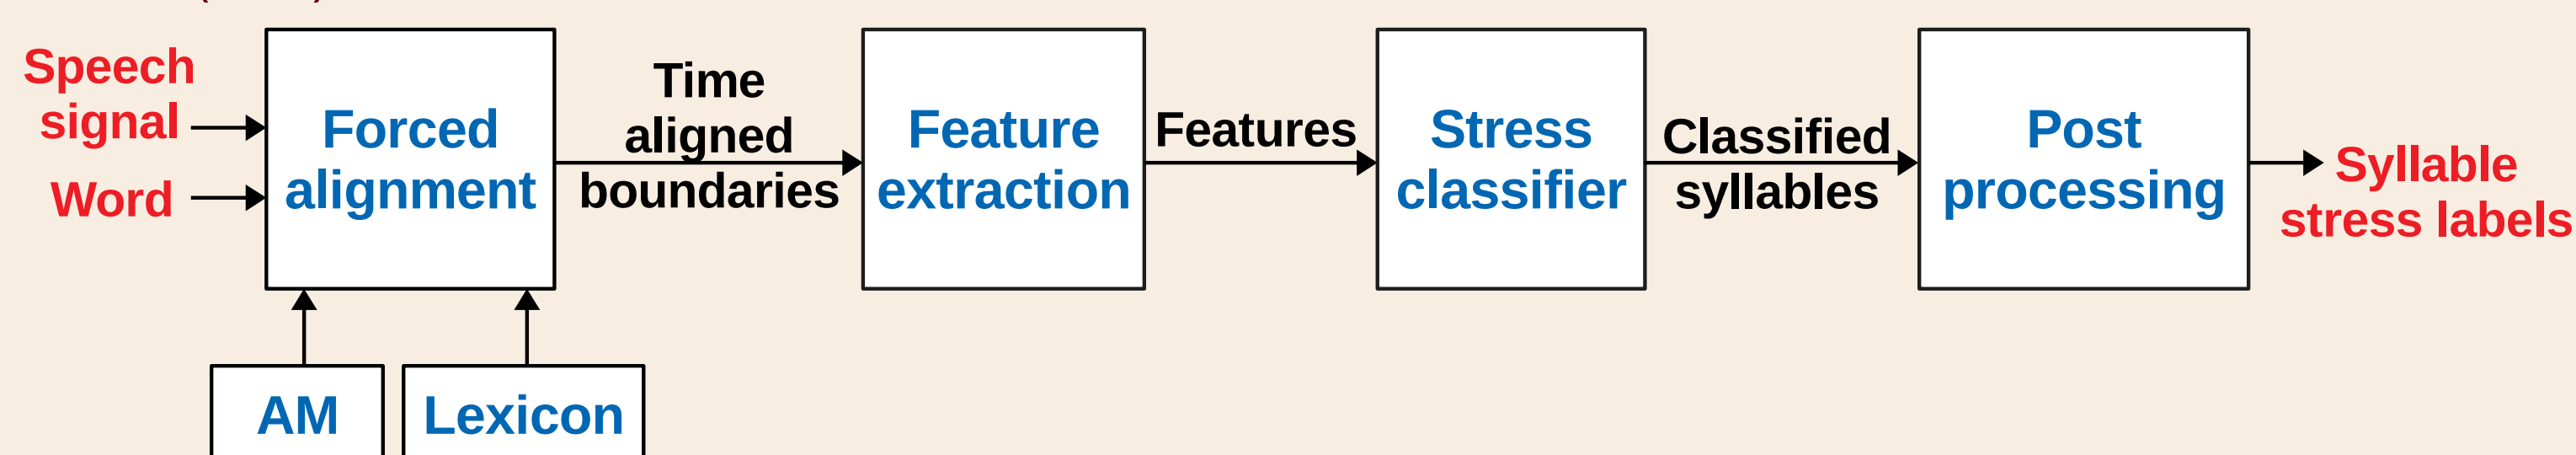 Speech
signal
Word
Forced
alignment
Time
aligned
boundaries
Feature
extraction
Features
Stress
classifier
Classified
syllables
Post
processing
Syllable
stress labels
AM
Lexicon